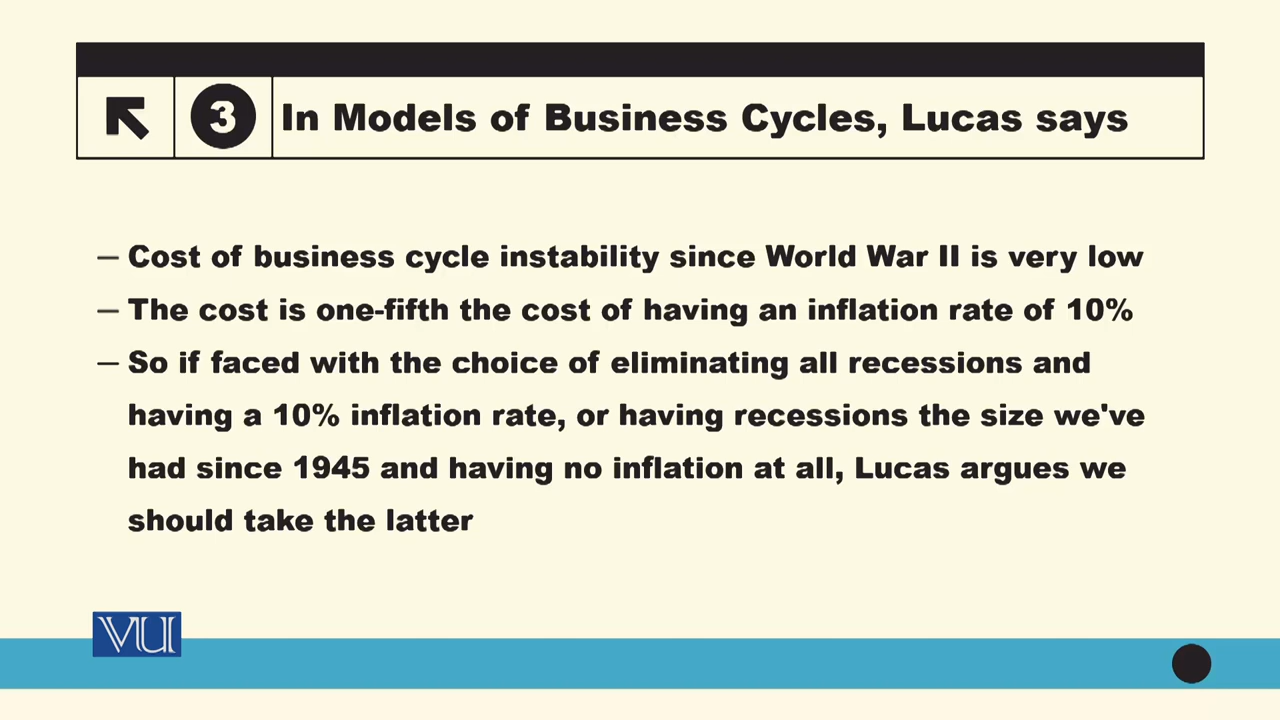 3 In Models of Business Cycles, Lucas says
– Cost of business cycle instability since World War II is very low
– The cost is one-fifth the cost of having an inflation rate of 10%
– So if faced with the choice of eliminating all recessions and
having a 10% inflation rate, or having recessions the size we've
had since 1945 and having no inflation at all, Lucas argues we
should take the latter
VU